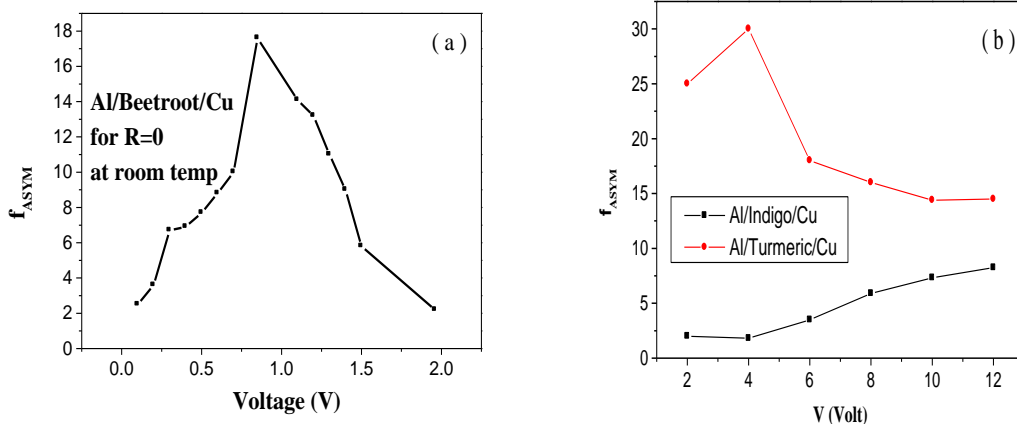 ( a )
18
16
14
12
10
8
6
4
2
0
f_ASYM
Al/Beetroot/Cu
for R=0
at room temp
0.0 0.5 1.0 1.5 2.0
Voltage (V)
( b )
30
25
20
15
10
5
0
f_ASYM
Al/Indigo/Cu
Al/Turmeric/Cu
2 4 6 8 10 12
V (Volt)